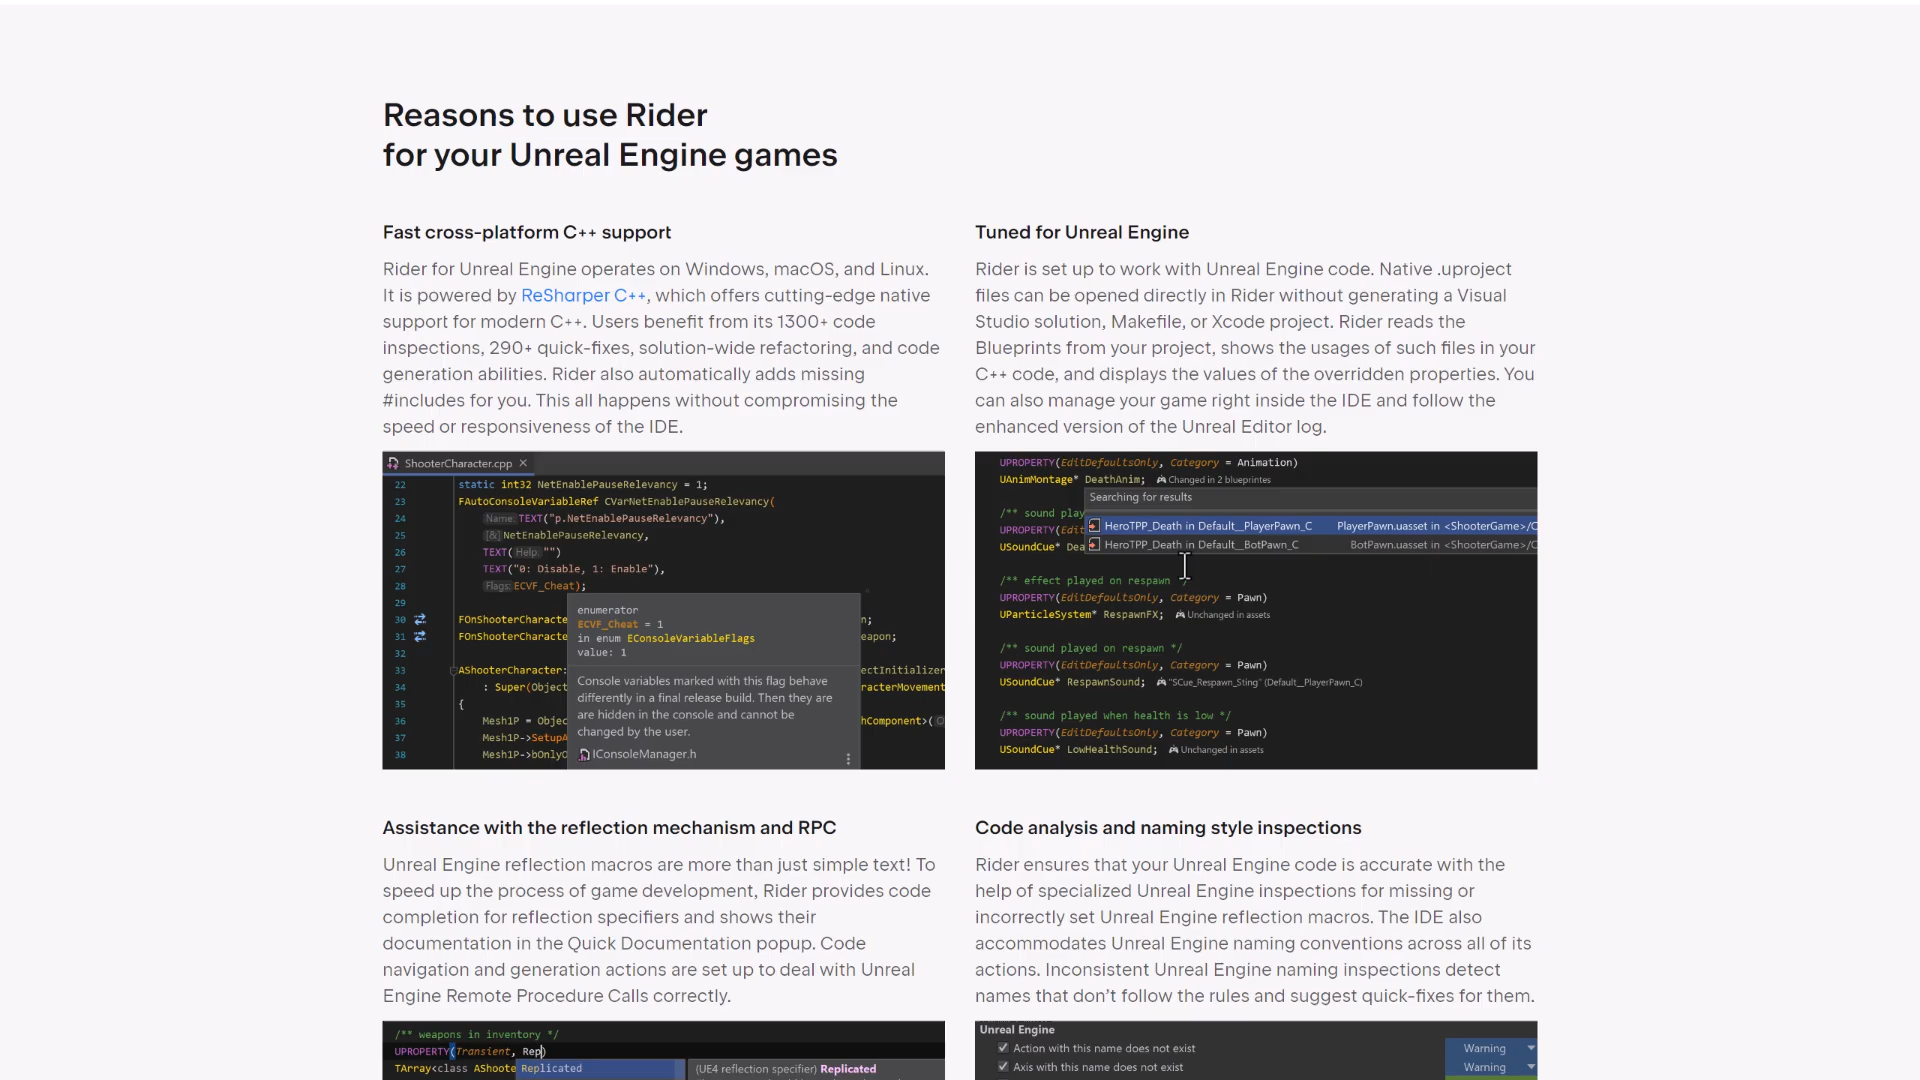 Reasons to use Rider
for your Unreal Engine games
Fast cross-platform C++ support
Rider for Unreal Engine operates on Windows, macOS, and Linux.
It is powered by ReSharper C++, which offers cutting-edge native
support for modern C++. Users benefit from its 1300+ code
inspections, 290+ quick-fixes, solution-wide refactoring, and code
generation abilities. Rider also automatically adds missing
#includes for you. This all happens without compromising the
speed or responsiveness of the IDE.
ShooterCharacter.cpp
22 static int32 NetEnablePauseRelevancy = 1;
23 FAutoConsoleVariableRef CVarNetEnablePauseRelevancy(
24 Name: TEXT("p.NetEnablePauseRelevancy"),
25 [&] NetEnablePauseRelevancy,
26 TEXT( Help: "")
27 TEXT("0: Disable, 1: Enable"),
28 Flags: ECVF_Cheat);
29
30 FOnShooterCharacte n;
31 FOnShooterCharacte eapon;
32
33 AShooterCharacter: ectInitializer
34 : Super(Object racterMovement
35 {
36 Mesh1P = Objec hComponent>(
37 Mesh1P->SetupA
38 Mesh1P->bOnlyO
enumerator
ECVF_Cheat = 1
in enum EConsoleVariableFlags
value: 1
Console variables marked with this flag behave
differently in a final release build. Then they are
are hidden in the console and cannot be
changed by the user.
IConsoleManager.h
Tuned for Unreal Engine
Rider is set up to work with Unreal Engine code. Native .uproject
files can be opened directly in Rider without generating a Visual
Studio solution, Makefile, or Xcode project. Rider reads the
Blueprints from your project, shows the usages of such files in your
C++ code, and displays the values of the overridden properties. You
can also manage your game right inside the IDE and follow the
enhanced version of the Unreal Editor log.
UPROPERTY(EditDefaultsOnly, Category = Animation)
UAnimMontage* DeathAnim; Changed in 2 blueprintes
Searching for results
/** sound play
UPROPERTY(Edit
USoundCue* Dea
HeroTPP_Death in Default__PlayerPawn_C PlayerPawn.uasset in <ShooterGame>/C
HeroTPP_Death in Default__BotPawn_C BotPawn.uasset in <ShooterGame>/C
/** effect played on respawn */
UPROPERTY(EditDefaultsOnly, Category = Pawn)
UParticleSystem* RespawnFX; Unchanged in assets
/** sound played on respawn */
UPROPERTY(EditDefaultsOnly, Category = Pawn)
USoundCue* RespawnSound; "SCue_Respawn_Sting" (Default__PlayerPawn_C)
/** sound played when health is low */
UPROPERTY(EditDefaultsOnly, Category = Pawn)
USoundCue* LowHealthSound; Unchanged in assets
Assistance with the reflection mechanism and RPC
Unreal Engine reflection macros are more than just simple text! To
speed up the process of game development, Rider provides code
completion for reflection specifiers and shows their
documentation in the Quick Documentation popup. Code
navigation and generation actions are set up to deal with Unreal
Engine Remote Procedure Calls correctly.
/** weapons in inventory */
UPROPERTY(Transient, Rep)
TArray<class AShoote Replicated
(UE4 reflection specifier) Replicated
Code analysis and naming style inspections
Rider ensures that your Unreal Engine code is accurate with the
help of specialized Unreal Engine inspections for missing or
incorrectly set Unreal Engine reflection macros. The IDE also
accommodates Unreal Engine naming conventions across all of its
actions. Inconsistent Unreal Engine naming inspections detect
names that don’t follow the rules and suggest quick-fixes for them.
Unreal Engine
Action with this name does not exist Warning
Axis with this name does not exist Warning